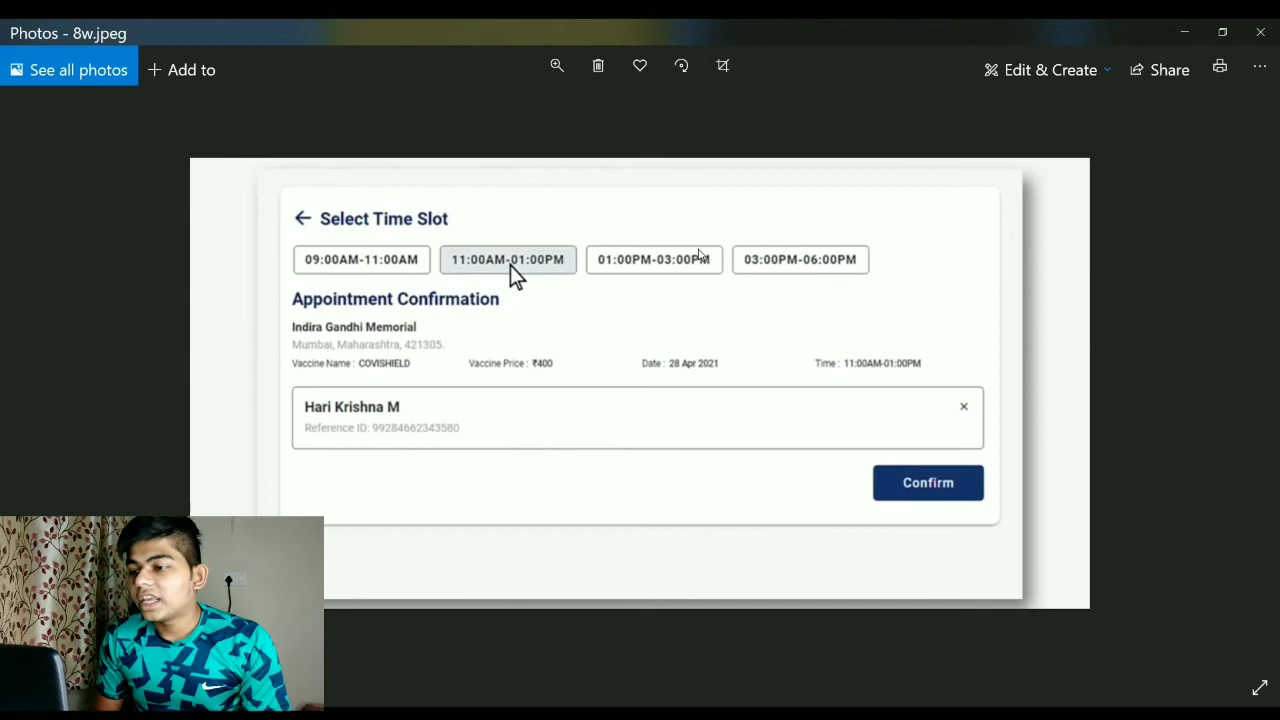 Photos - 8w.jpeg
See all photos
Add to
Edit & Create
Share
Select Time Slot
09:00AM-11:00AM
11:00AM-01:00PM
01:00PM-03:00PM
03:00PM-06:00PM
Appointment Confirmation
Indira Gandhi Memorial
Mumbai, Maharashtra, 421305.
Vaccine Name : COVISHIELD
Vaccine Price : ₹400
Date : 28 Apr 2021
Time : 11:00AM-01:00PM
Hari Krishna M
Reference ID: 99284662343580
Confirm